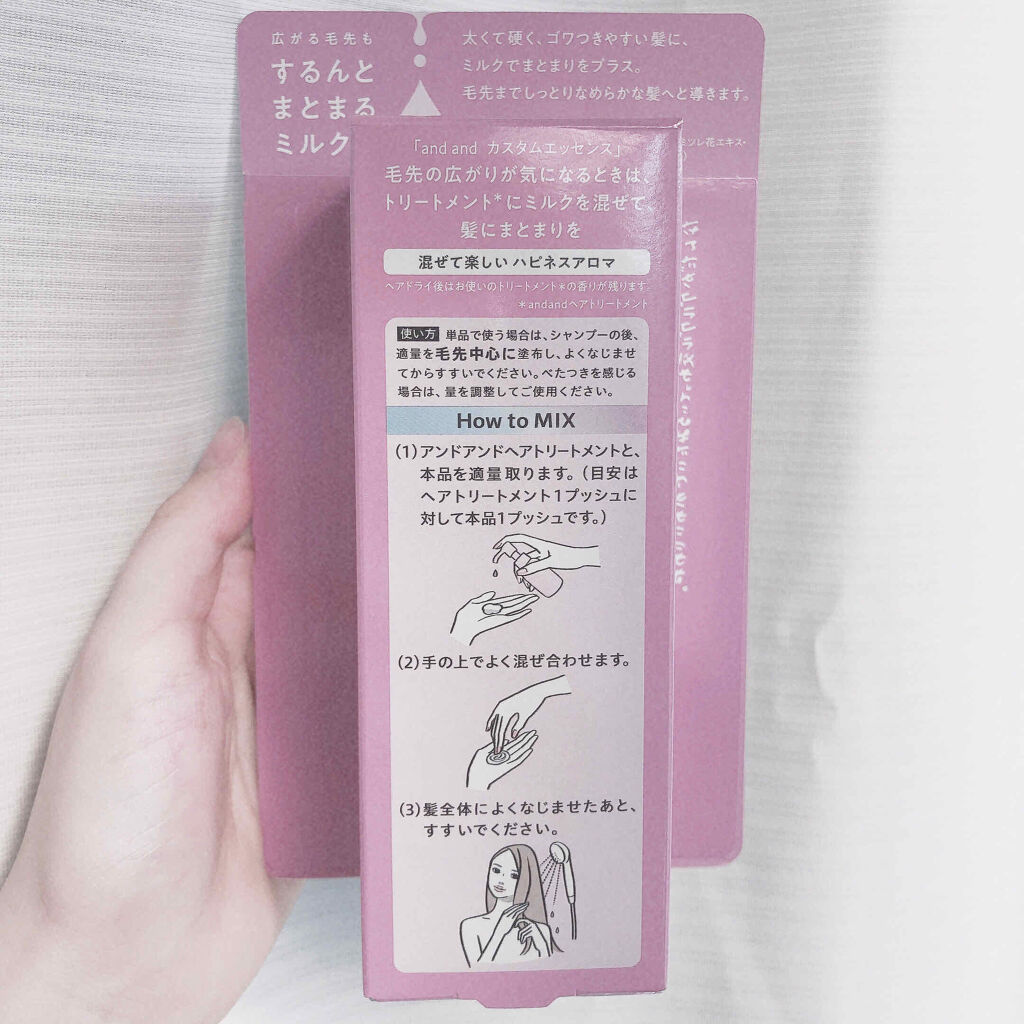 広がる毛先も
するんと
まとまる
ミルク
太くて硬く、ゴワつきやすい髪に、
ミルクでまとまりをプラス。
毛先までしっとりなめらかな髪へと導きます。
ミツレ花エキス・
「and and カスタムエッセンス」
毛先の広がりが気になるときは、
トリートメント*にミルクを混ぜて、
髪にまとまりを
混ぜて楽しい ハピネスアロマ
ヘアドライ後はお使いのトリートメント*の香りが残ります。
*andandヘアトリートメント
使い方 単品で使う場合は、シャンプーの後、
適量を毛先中心に塗布し、よくなじませ
てからすすいでください。べたつきを感じる
場合は、量を調整してご使用ください。
How to MIX
(1)アンドアンドヘアトリートメントと、
本品を適量取ります。(目安は
ヘアトリートメント1プッシュに
対して本品1プッシュです。)
(2)手の上でよく混ぜ合わせます。
(3)髪全体によくなじませたあと、
すすいでください。